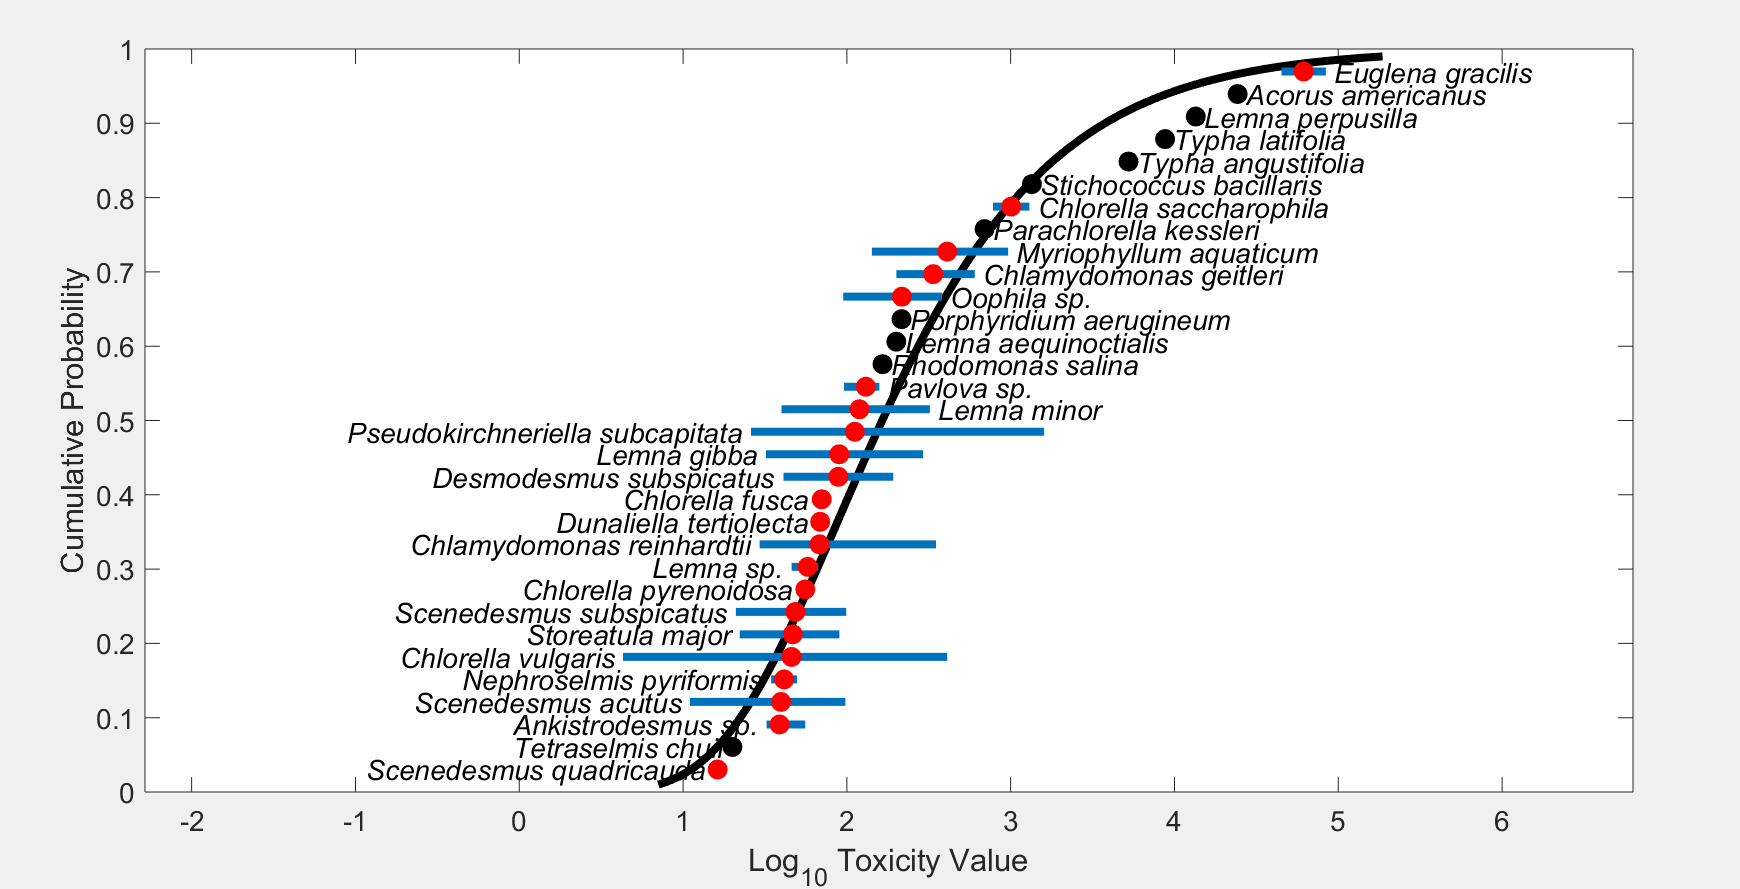 1
0.9
0.8
0.7
0.6
0.5
0.4
0.3
0.2
0.1
0
Cumulative Probability
Euglena gracilis
Acorus americanus
Lemna perpusilla
Typha latifolia
Typha angustifolia
Stichococcus bacillaris
Chlorella saccharophila
Parachlorella kessleri
Myriophyllum aquaticum
Chlamydomonas geitleri
Oophila sp.
Porphyridium aerugineum
Lemna aequinoctialis
Rhodomonas salina
Pavlova sp.
Lemna minor
Pseudokirchneriella subcapitata
Lemna gibba
Desmodesmus subspicatus
Chlorella fusca
Dunaliella tertiolecta
Chlamydomonas reinhardtii
Lemna sp.
Chlorella pyrenoidosa
Scenedesmus subspicatus
Storeatula major
Chlorella vulgaris
Nephroselmis pyriformis
Scenedesmus acutus
Ankistrodesmus sp.
Tetraselmis chuii
Scenedesmus quadricauda
-2 -1 0 1 2 3 4 5 6
Log10 Toxicity Value